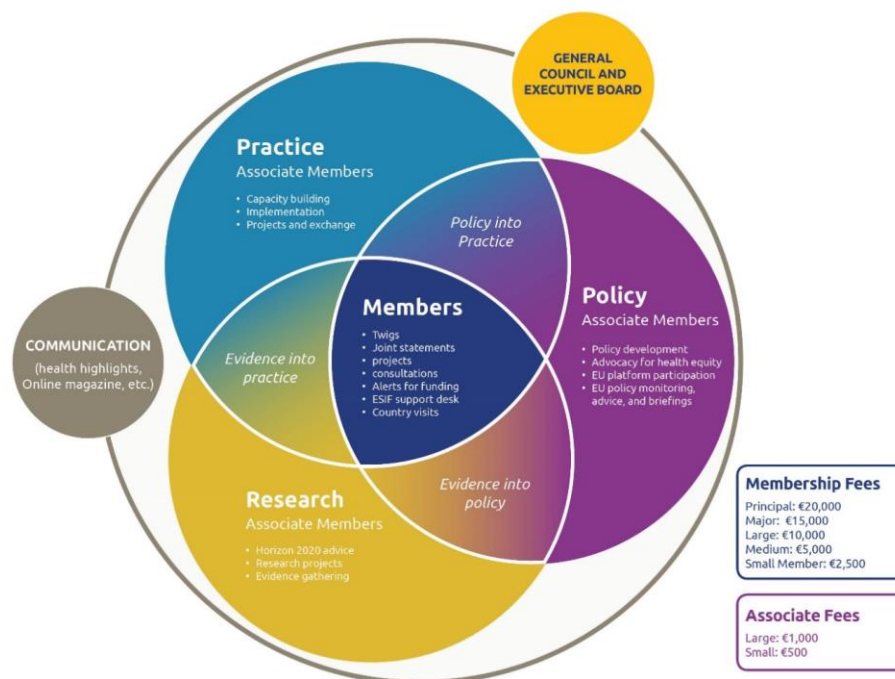 GENERAL
COUNCIL AND
EXECUTIVE BOARD
Practice
Associate Members
• Capacity building
• Implementation
• Projects and exchange
Policy into
Practice
Members
• Twigs
• Joint statements
• projects
• consultations
• Alerts for funding
• ESIF support desk
• Country visits
Policy
Associate Members
• Policy development
• Advocacy for health equity
• EU platform participation
• EU policy monitoring,
advice, and briefings
COMMUNICATION
(health highlights,
Online magazine, etc.)
Evidence into
practice
Evidence into
policy
Research
Associate Members
• Horizon 2020 advice
• Research projects
• Evidence gathering
Membership Fees
Principal: €20,000
Major: €15,000
Large: €10,000
Medium: €5,000
Small Member: €2,500
Associate Fees
Large: €1,000
Small: €500